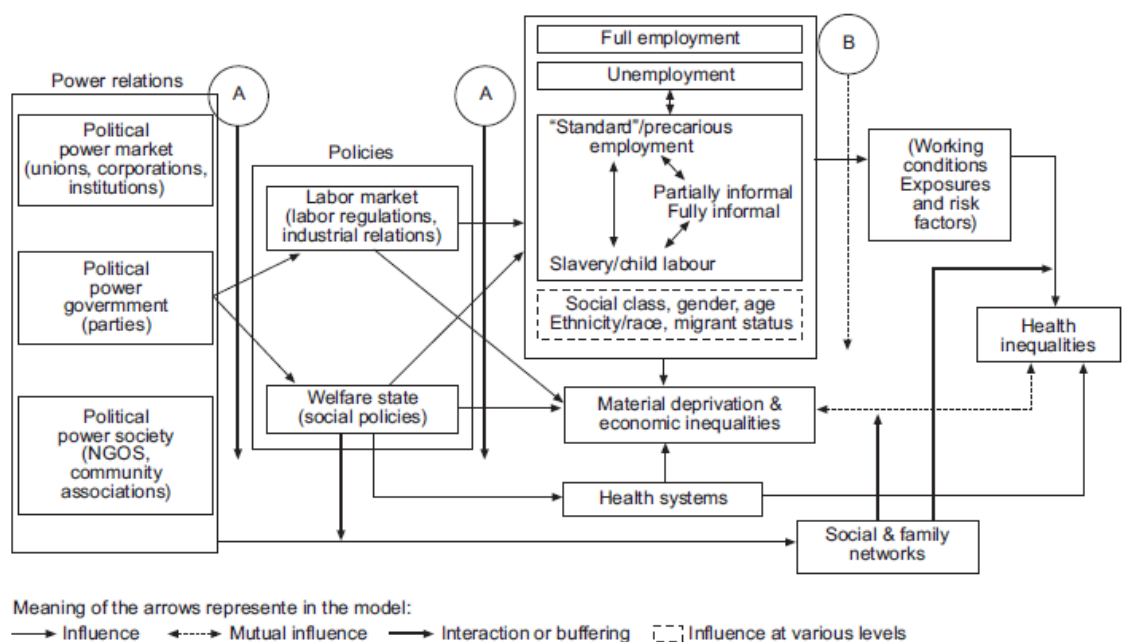 Power relations
A
Political
power market
(unions, corporations,
institutions)
Political
power
goverment
(parties)
Political
power society
(NGOS,
community
associations)
Policies
A
Labor market
(labor regulations,
industrial relations)
Welfare state
(social policies)
Full employment
Unemployment
“Standard”/precarious
employment
Partially informal
Fully informal
Slavery/child labour
Social class, gender, age
Ethnicity/race, migrant status
B
(Working
conditions
Exposures
and risk
factors)
Health
inequalities
Material deprivation &
economic inequalities
Health systems
Social & family
networks
Meaning of the arrows represente in the model:
Influence
Mutual influence
Interaction or buffering
Influence at various levels